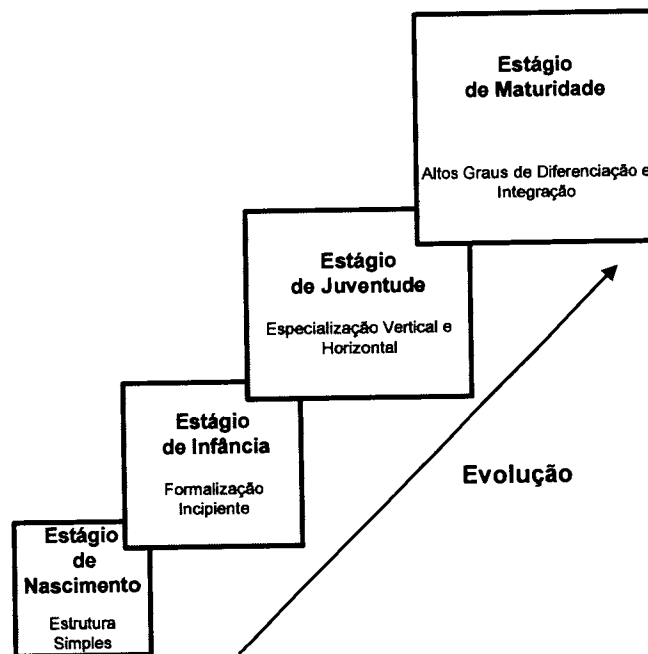 Estágio
de Maturidade
Altos Graus de Diferenciação e
Integração
Estágio
de Juventude
Especialização Vertical e
Horizontal
Estágio
de Infância
Formalização
Incipiente
Evolução
Estágio
de
Nascimento
Estrutura
Simples